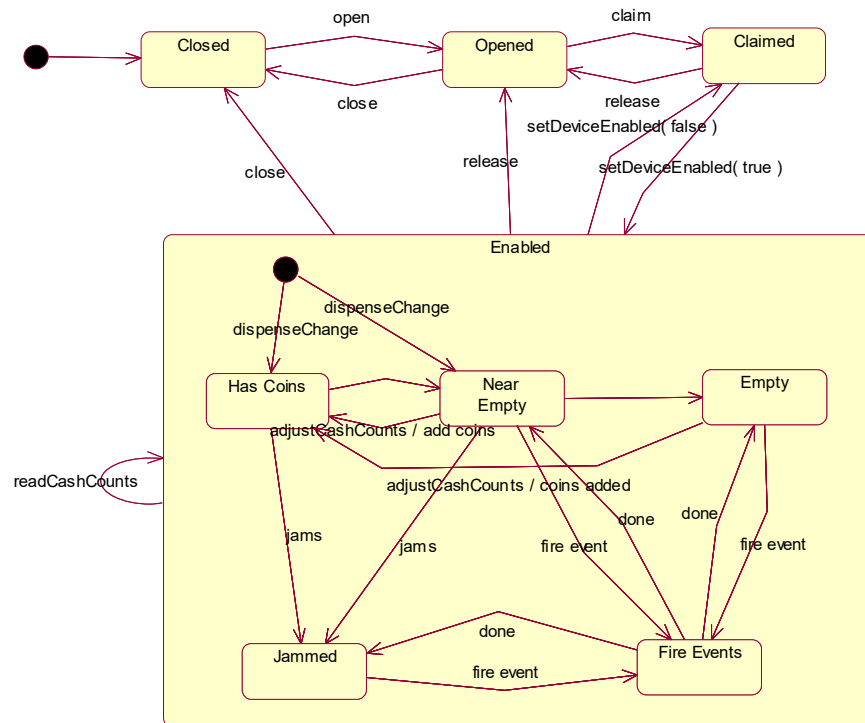 open
claim
Closed
Opened
Claimed
close
release
setDeviceEnabled( false )
release
setDeviceEnabled( true )
close
Enabled
dispenseChange
dispenseChange
Has Coins
Near
Empty
Empty
adjustCashCounts / add coins
readCashCounts
adjustCashCounts / coins added
done
done
jams
jams
fire event
fire event
done
Jammed
Fire Events
fire event